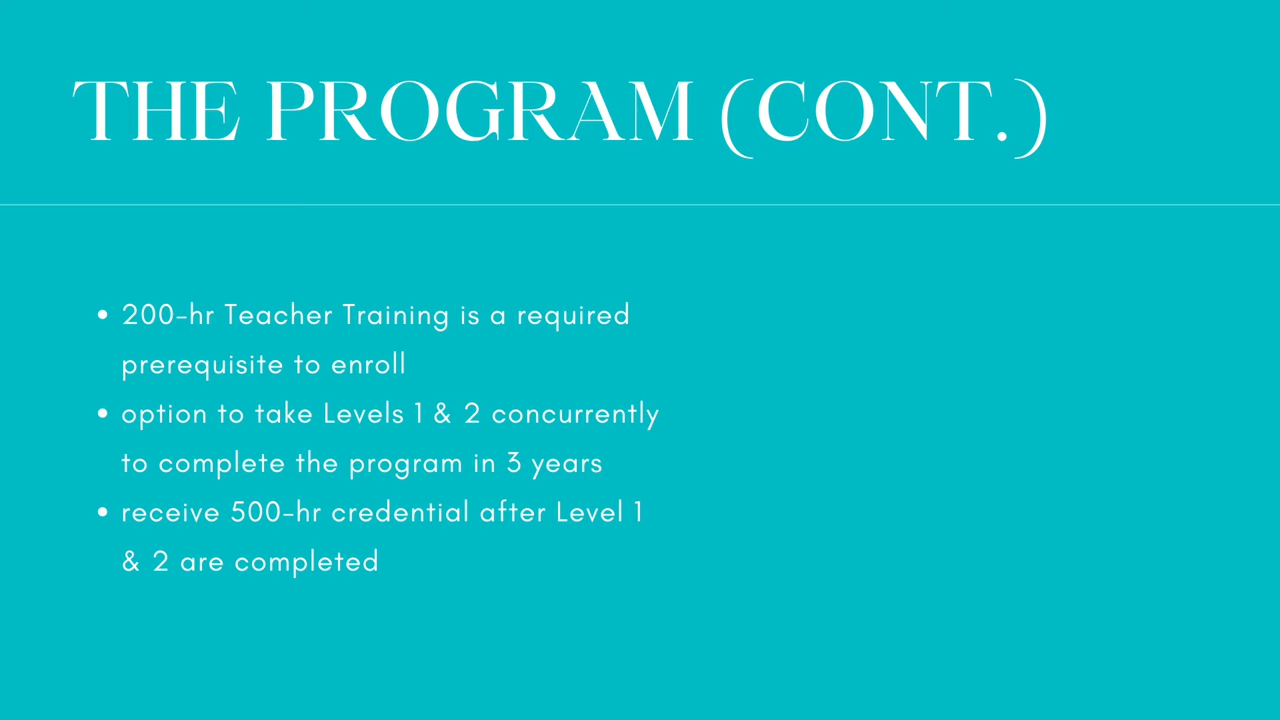 THE PROGRAM (CONT.)
• 200-hr Teacher Training is a required
prerequisite to enroll
• option to take Levels 1 & 2 concurrently
to complete the program in 3 years
• receive 500-hr credential after Level 1
& 2 are completed